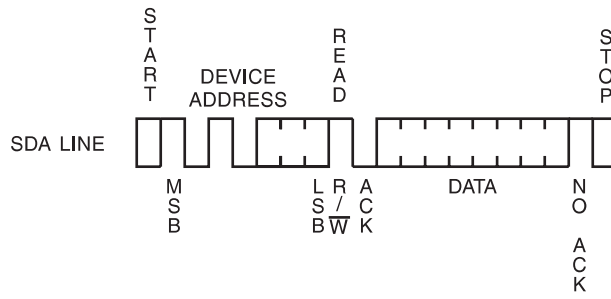 START
DEVICE
ADDRESS
READ
STOP
SDA LINE
MSB
LSB
R/W
ACK
DATA
NO ACK